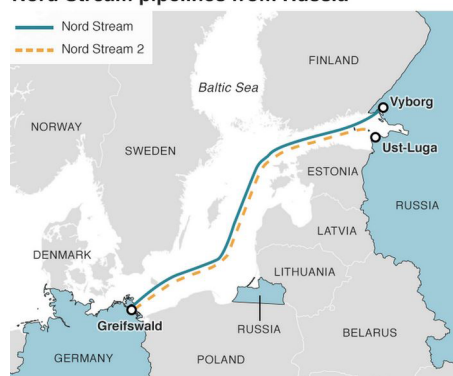 Nord Stream pipelines from Russia
Nord Stream
Nord Stream 2
FINLAND
Baltic Sea
Vyborg
NORWAY
SWEDEN
Ust-Luga
ESTONIA
RUSSIA
LATVIA
DENMARK
LITHUANIA
Greifswald
RUSSIA
BELARUS
GERMANY
POLAND